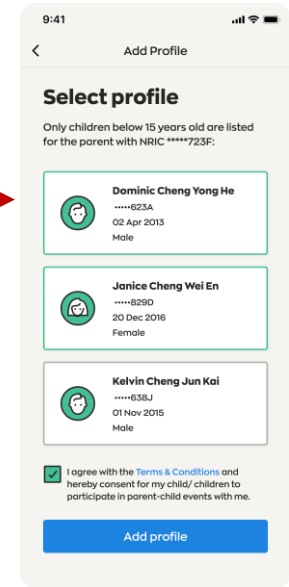 9:41
Add Profile
Select profile
Only children below 15 years old are listed
for the parent with NRIC *****723F:
Dominic Cheng Yong He
•••••623A
02 Apr 2013
Male
Janice Cheng Wei En
•••••829D
20 Dec 2016
Female
Kelvin Cheng Jun Kai
•••••638J
01 Nov 2015
Male
I agree with the Terms & Conditions and
hereby consent for my child/ children to
participate in parent-child events with me.
Add profile